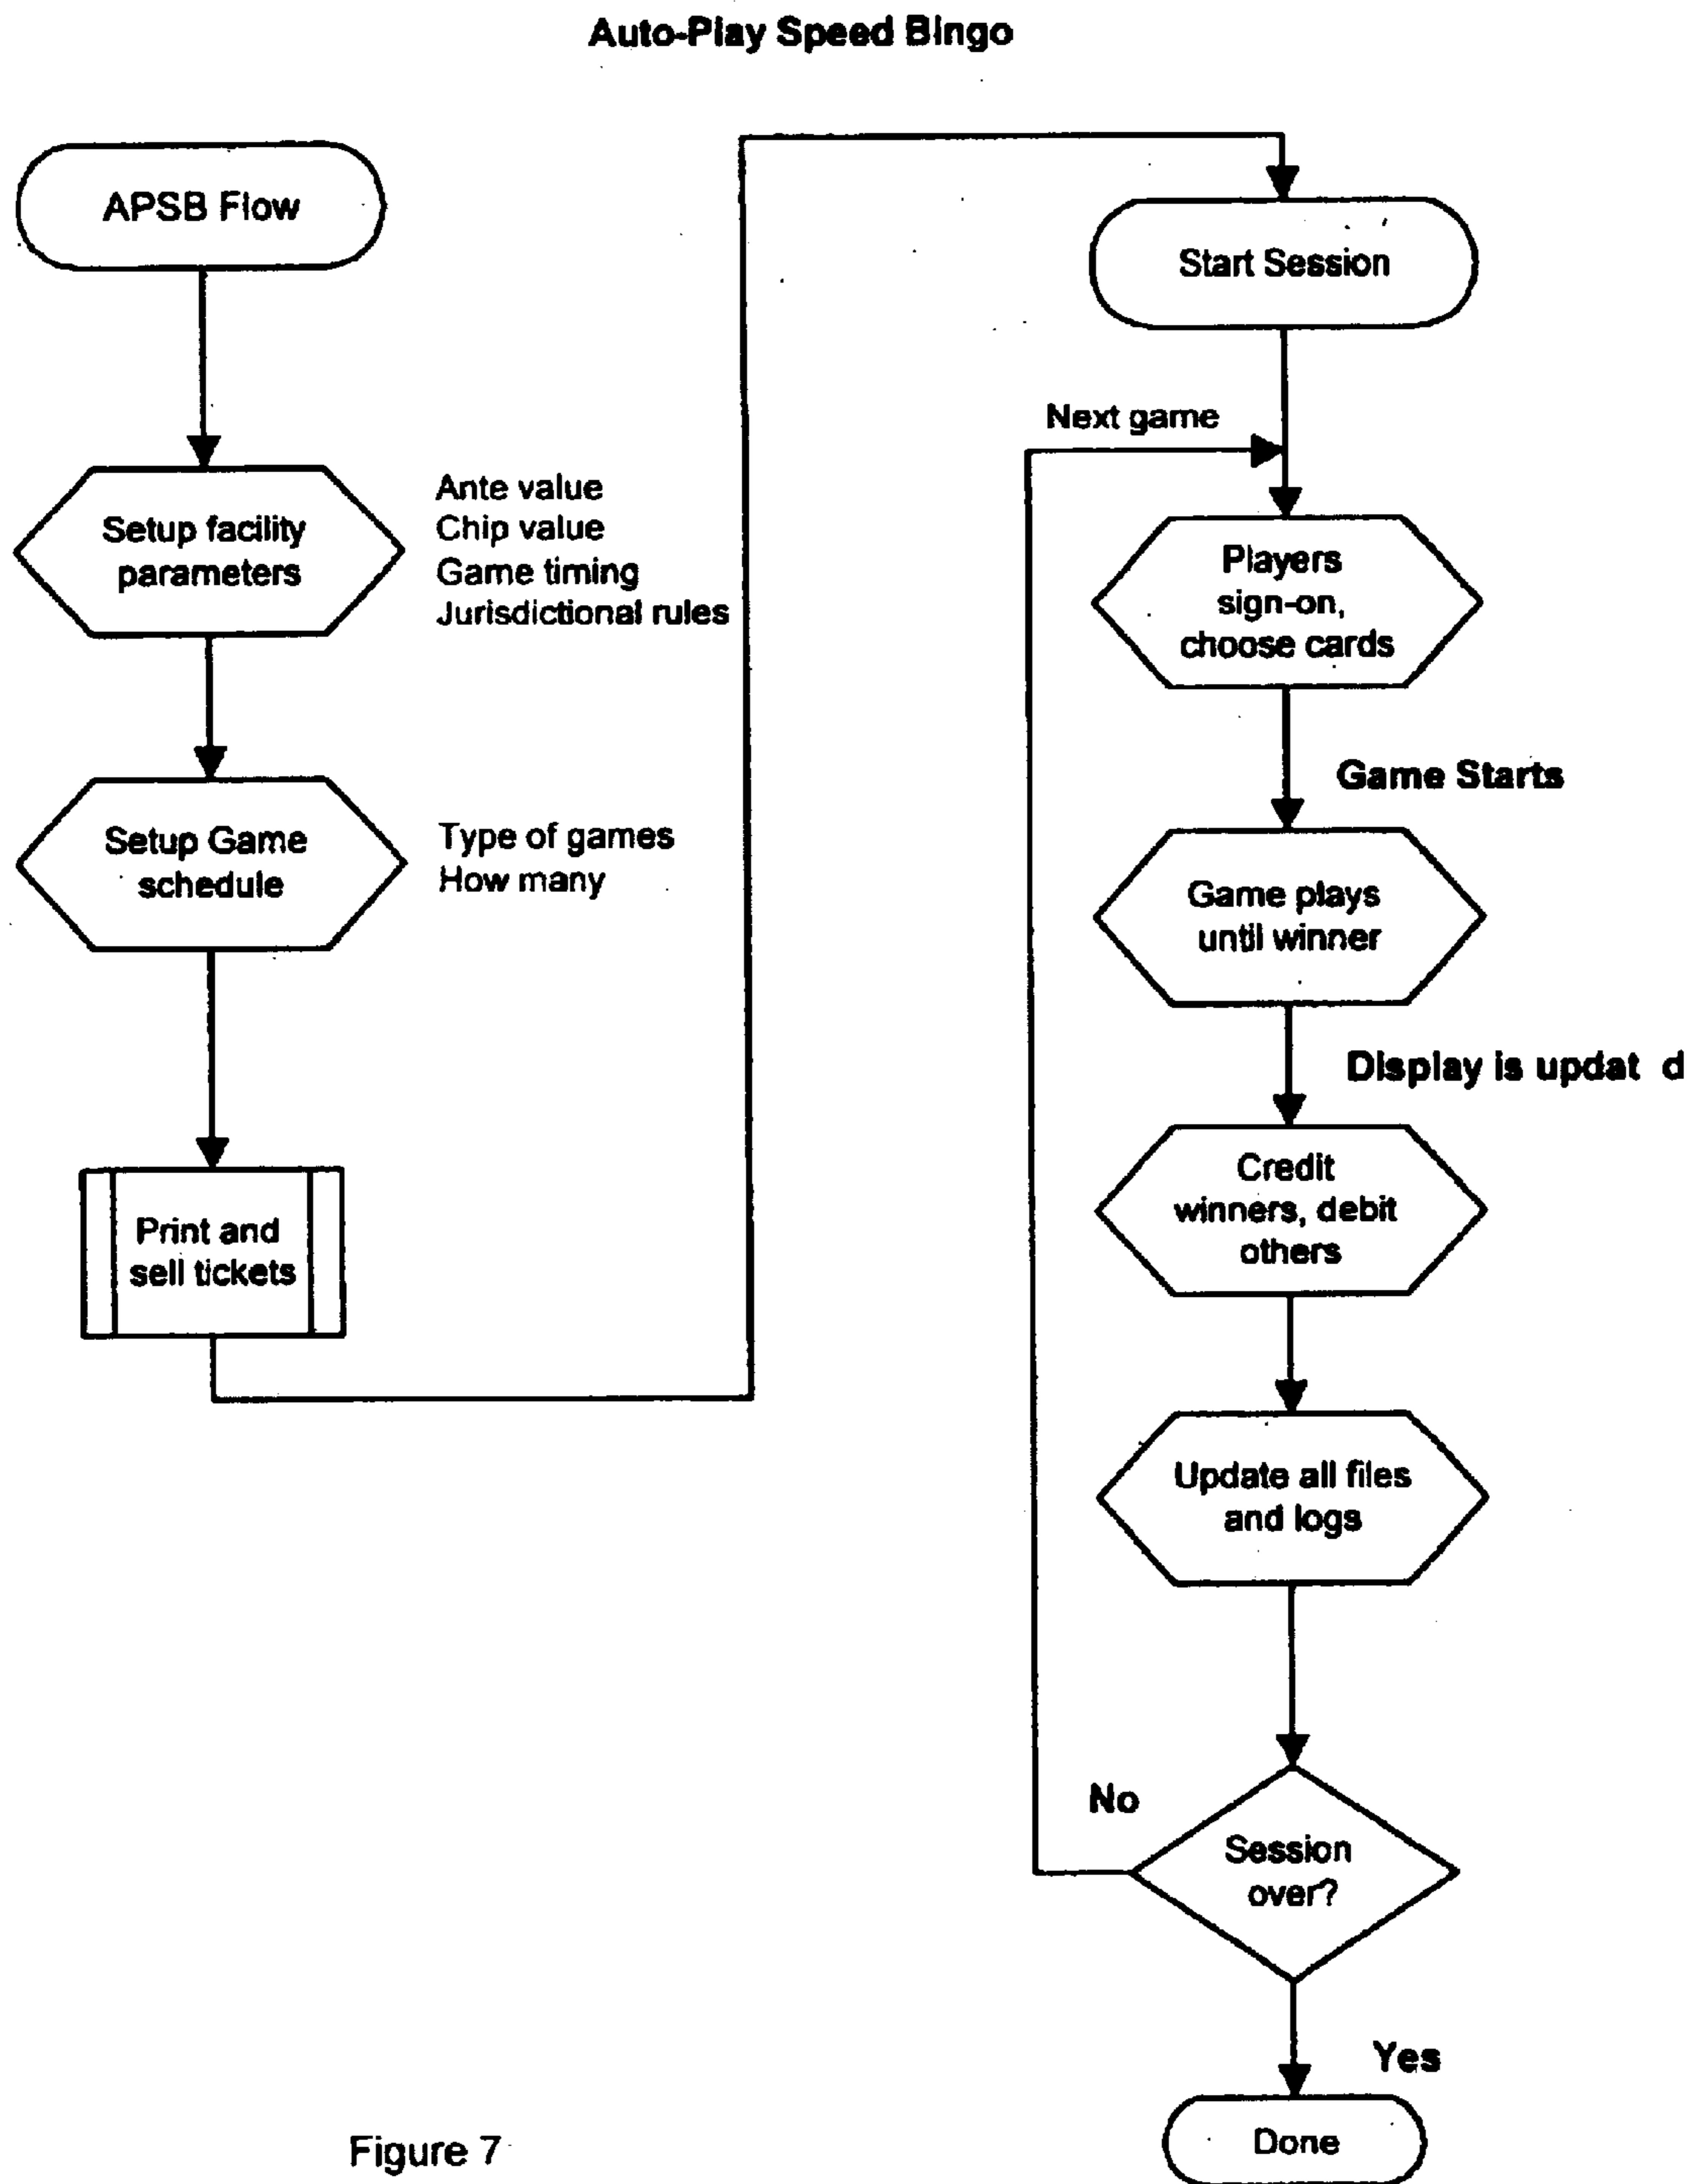 Auto-Play Speed Bingo
APSB Flow
Setup facility
parameters
Ante value
Chip value
Game timing
Jurisdictional rules
Setup Game
schedule
Type of games
How many
Print and
sell tickets
Start Session
Next game
Players
sign-on,
choose cards
Game Starts
Game plays
until winner
Display is updat d
Credit
winners, debit
others
Update all files
and logs
No
Session
over?
Yes
Done
Figure 7